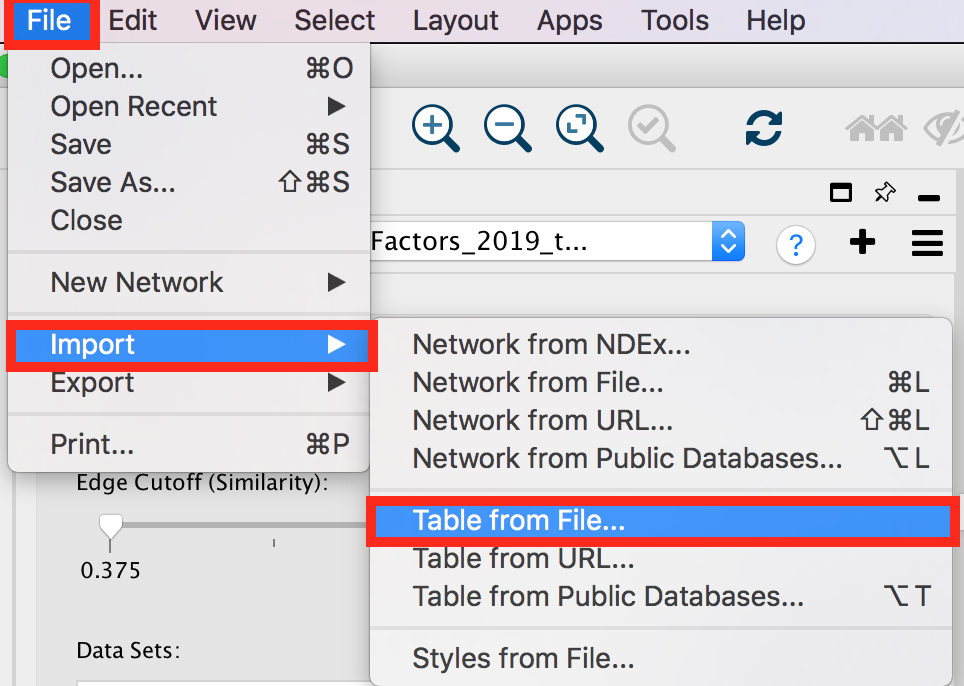 File Edit View Select Layout Apps Tools Help
Open... ⌘O
Open Recent ▶
Save ⌘S
Save As... ⇧⌘S
Close
Factors_2019_t...
?
New Network ▶
Import ▶
Export ▶
Print... ⌘P
Network from NDEx...
Network from File... ⌘L
Network from URL... ⇧⌘L
Network from Public Databases... ⌥L
Table from File...
Table from URL...
Table from Public Databases... ⌥T
Styles from File...
Edge Cutoff (Similarity):
0.375
Data Sets: